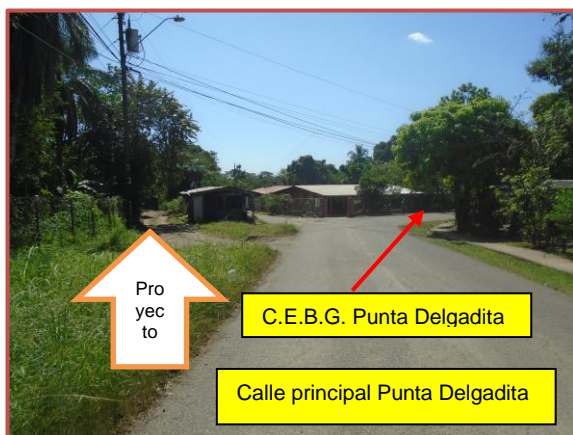 Pro
yec
to
C.E.B.G. Punta Delgadita
Calle principal Punta Delgadita